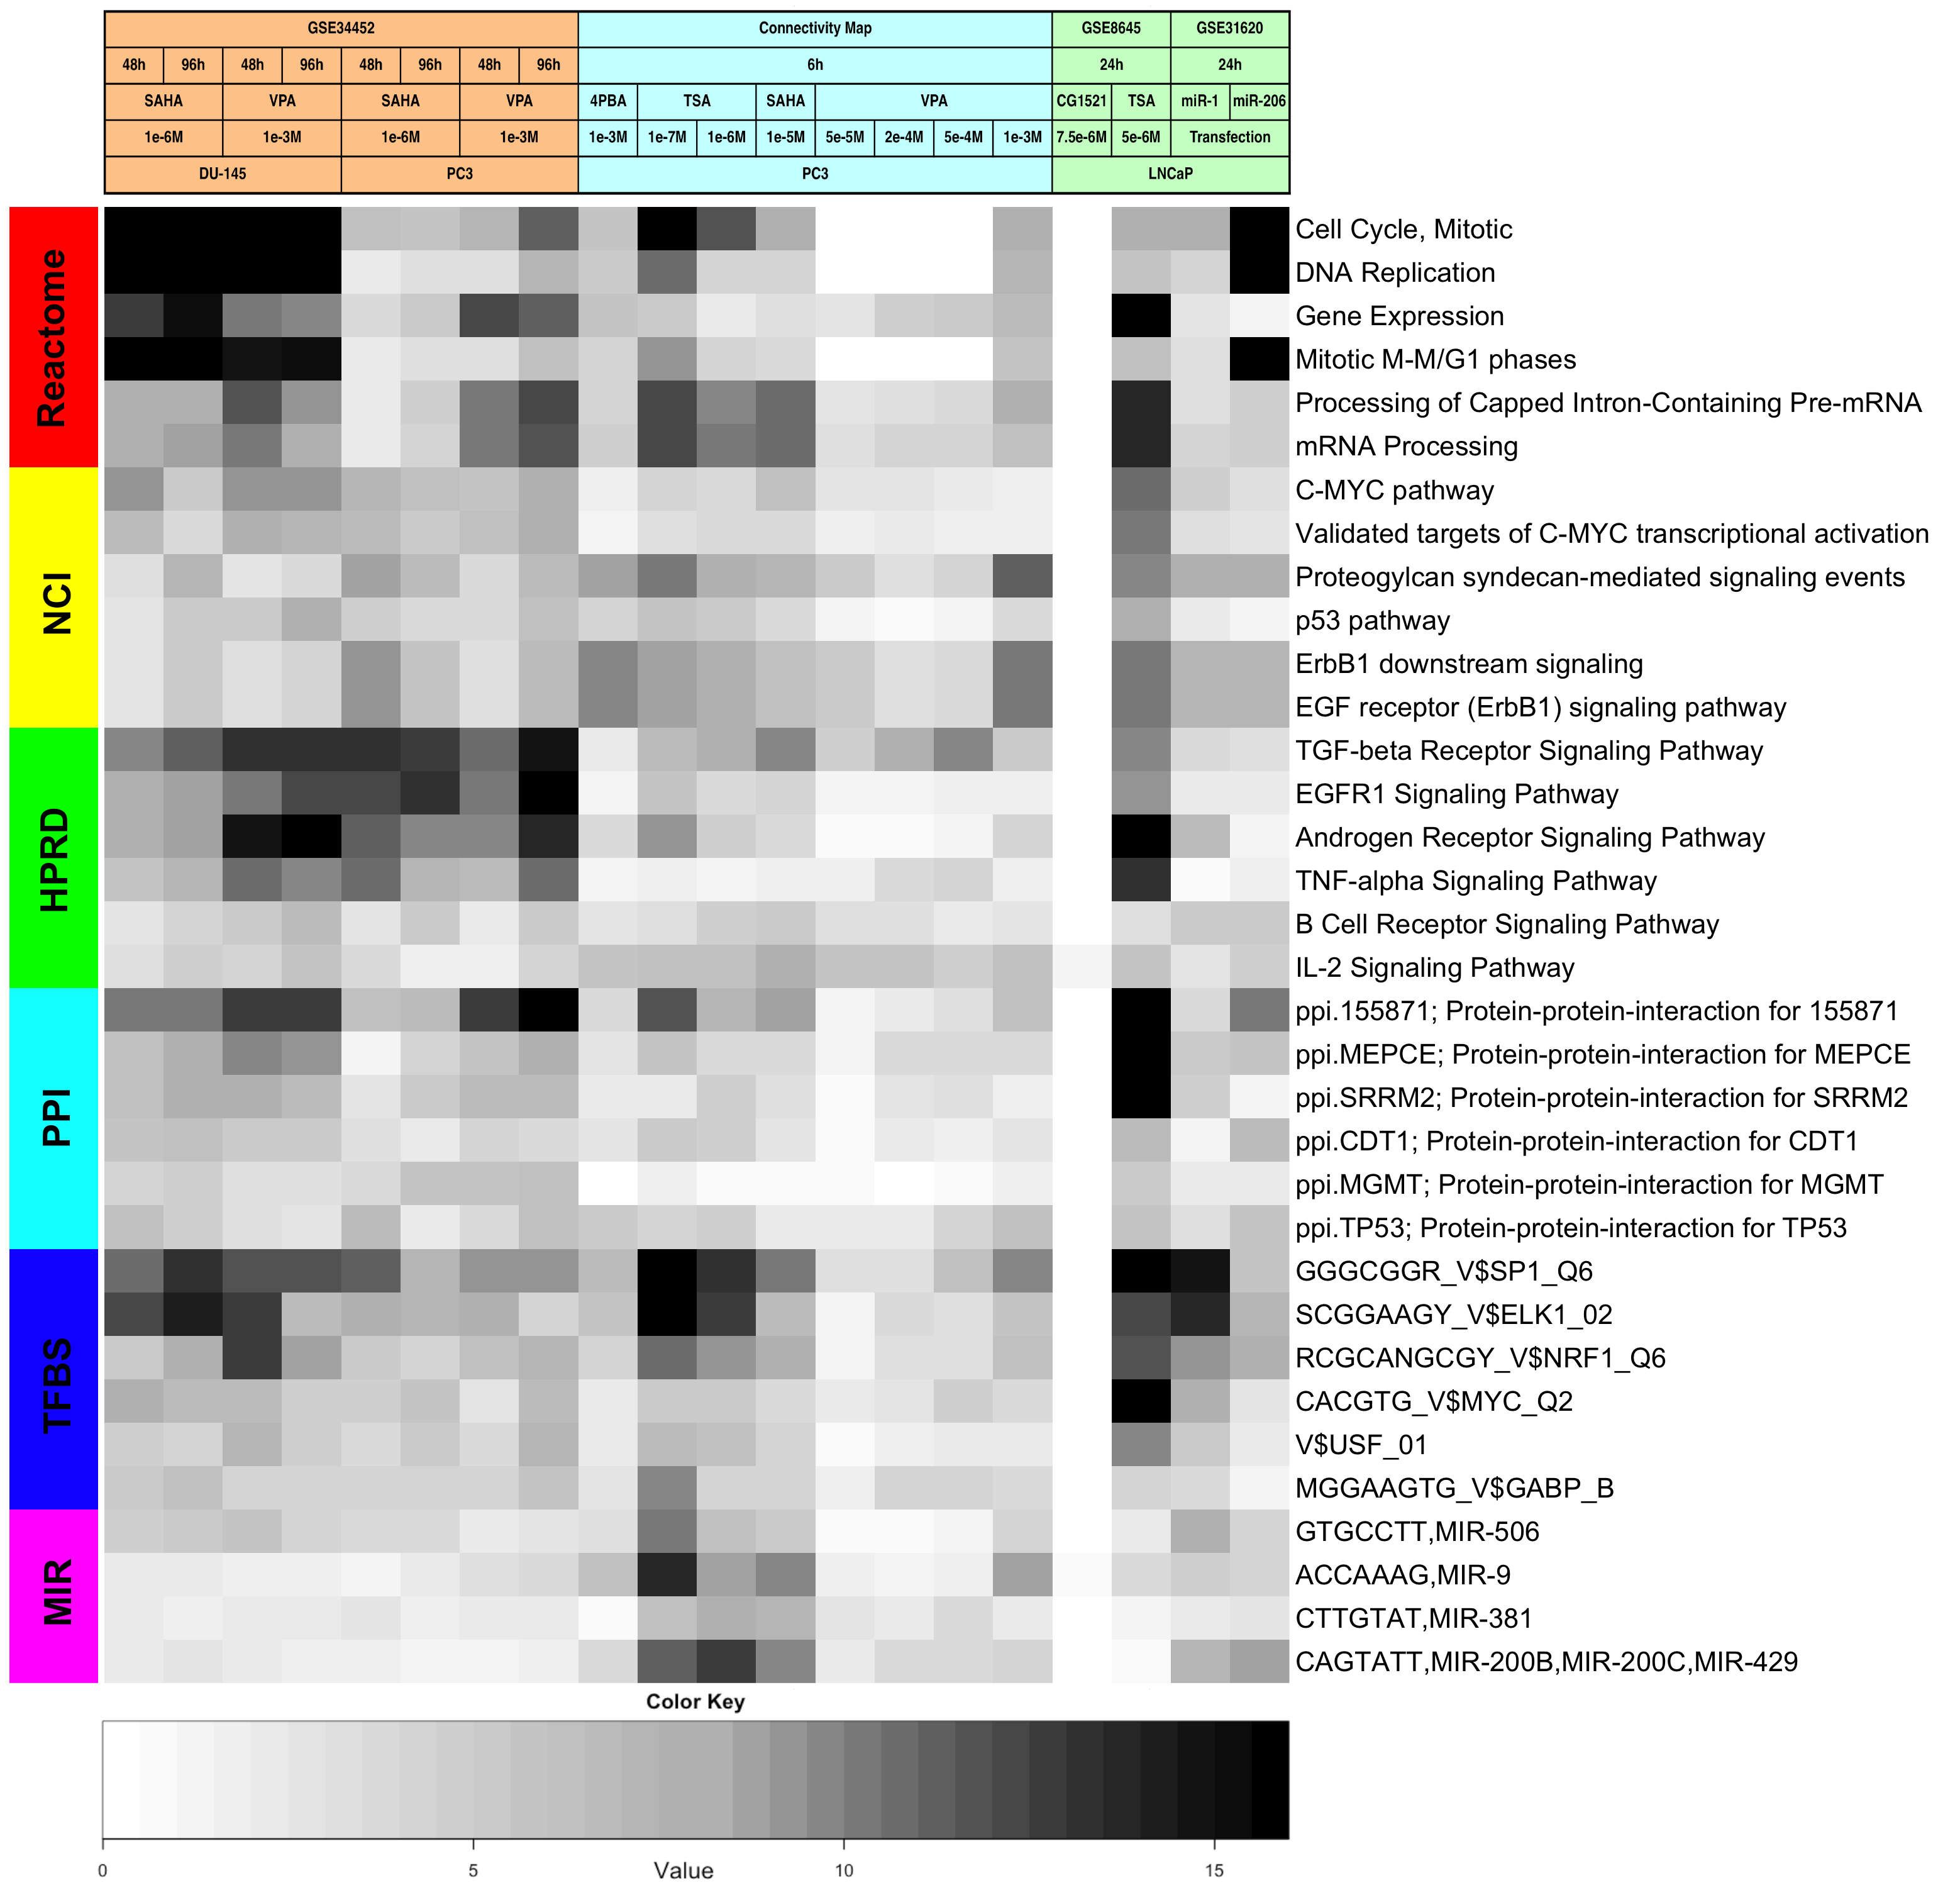 GSE34452 Connectivity Map GSE8645 GSE31620
48h 96h 48h 96h 48h 96h 48h 96h 6h 24h 24h
SAHA VPA SAHA VPA 4PBA TSA SAHA VPA CG1521 TSA miR-1 miR-206
1e-6M 1e-3M 1e-6M 1e-3M 1e-3M 1e-7M 1e-6M 1e-5M 5e-5M 2e-4M 5e-4M 1e-3M 7.5e-6M 5e-6M Transfection
DU-145 PC3 PC3 LNCaP
Reactome
Cell Cycle, Mitotic
DNA Replication
Gene Expression
Mitotic M-M/G1 phases
Processing of Capped Intron-Containing Pre-mRNA
mRNA Processing
NCI
C-MYC pathway
Validated targets of C-MYC transcriptional activation
Proteogylcan syndecan-mediated signaling events
p53 pathway
ErbB1 downstream signaling
EGF receptor (ErbB1) signaling pathway
HPRD
TGF-beta Receptor Signaling Pathway
EGFR1 Signaling Pathway
Androgen Receptor Signaling Pathway
TNF-alpha Signaling Pathway
B Cell Receptor Signaling Pathway
IL-2 Signaling Pathway
PPI
ppi.155871; Protein-protein-interaction for 155871
ppi.MEPCE; Protein-protein-interaction for MEPCE
ppi.SRRM2; Protein-protein-interaction for SRRM2
ppi.CDT1; Protein-protein-interaction for CDT1
ppi.MGMT; Protein-protein-interaction for MGMT
ppi.TP53; Protein-protein-interaction for TP53
TFBS
GGGCGGR_V$SP1_Q6
SCGGAAGY_V$ELK1_02
RCGCANGCGY_V$NRF1_Q6
CACGTG_V$MYC_Q2
V$USF_01
MGGAAGTG_V$GABP_B
MIR
GTGCCTT,MIR-506
ACCAAAG,MIR-9
CTTGTAT,MIR-381
CAGTATT,MIR-200B,MIR-200C,MIR-429
Color Key
0 5 10 15
Value